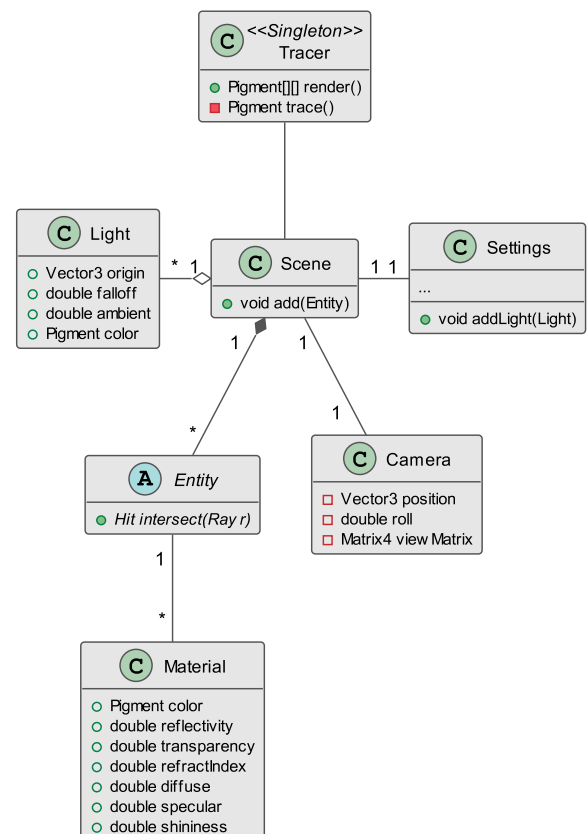 C <<Singleton>>
Tracer
Pigment[][] render()
Pigment trace()
C Light
Vector3 origin
double falloff
double ambient
Pigment color
* 1
C Scene
void add(Entity)
1 1
C Settings
...
void addLight(Light)
1
*
1
1
A Entity
Hit intersect(Ray r)
C Camera
Vector3 position
double roll
Matrix4 view Matrix
1
*
C Material
Pigment color
double reflectivity
double transparency
double refractIndex
double diffuse
double specular
double shininess